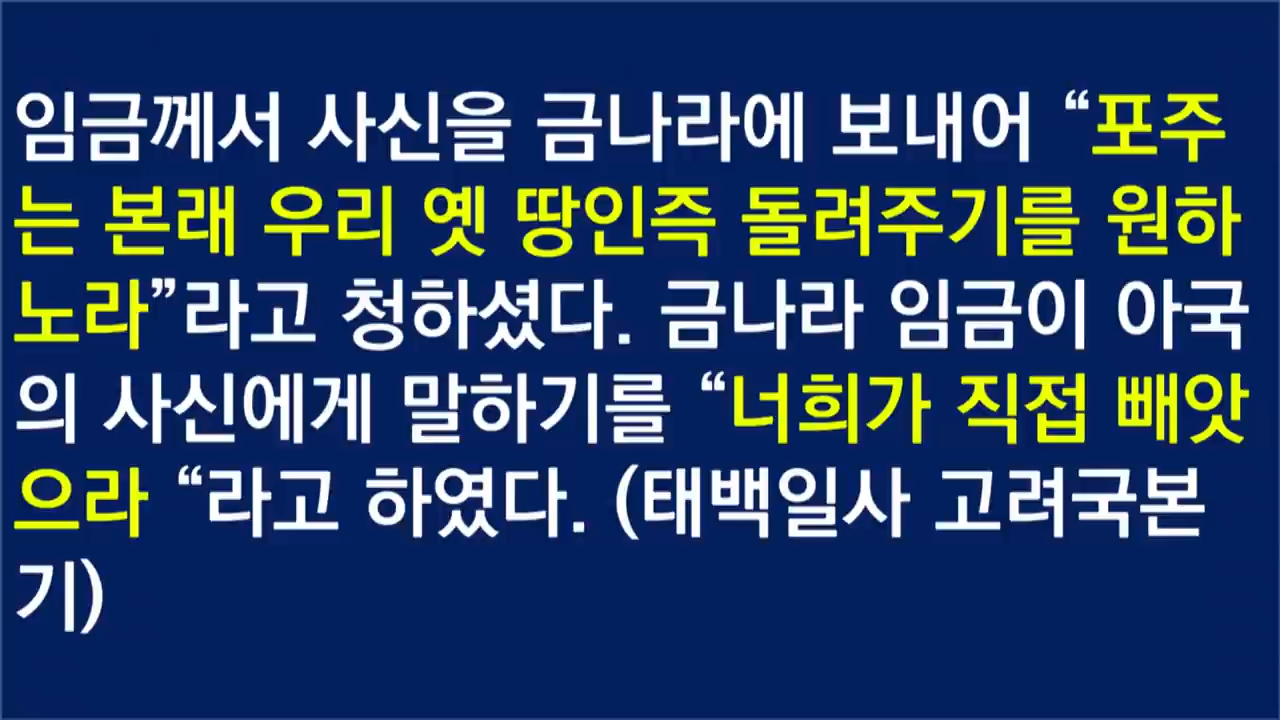 임금께서 사신을 금나라에 보내어 “포주
는 본래 우리 옛 땅인즉 돌려주기를 원하
노라”라고 청하셨다. 금나라 임금이 아국
의 사신에게 말하기를 “너희가 직접 빼앗
으라 “라고 하였다. (태백일사 고려국본
기)